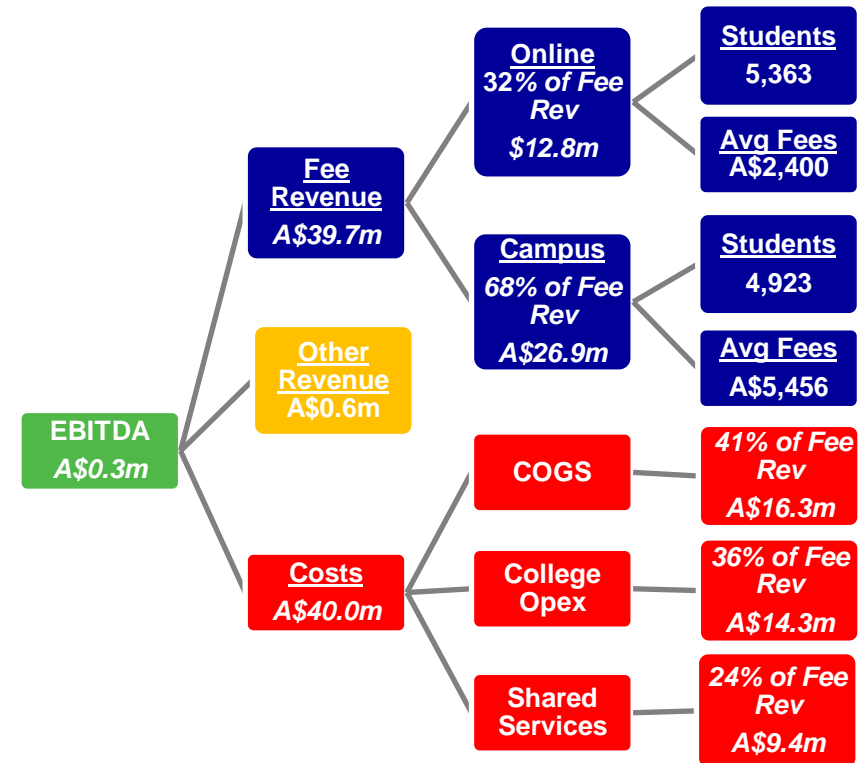 EBITDA
A$0.3m
Fee
Revenue
A$39.7m
Other
Revenue
A$0.6m
Costs
A$40.0m
Online
32% of Fee
Rev
$12.8m
Campus
68% of Fee
Rev
A$26.9m
COGS
College
Opex
Shared
Services
Students
5,363
Avg Fees
A$2,400
Students
4,923
Avg Fees
A$5,456
41% of Fee
Rev
A$16.3m
36% of Fee
Rev
A$14.3m
24% of Fee
Rev
A$9.4m